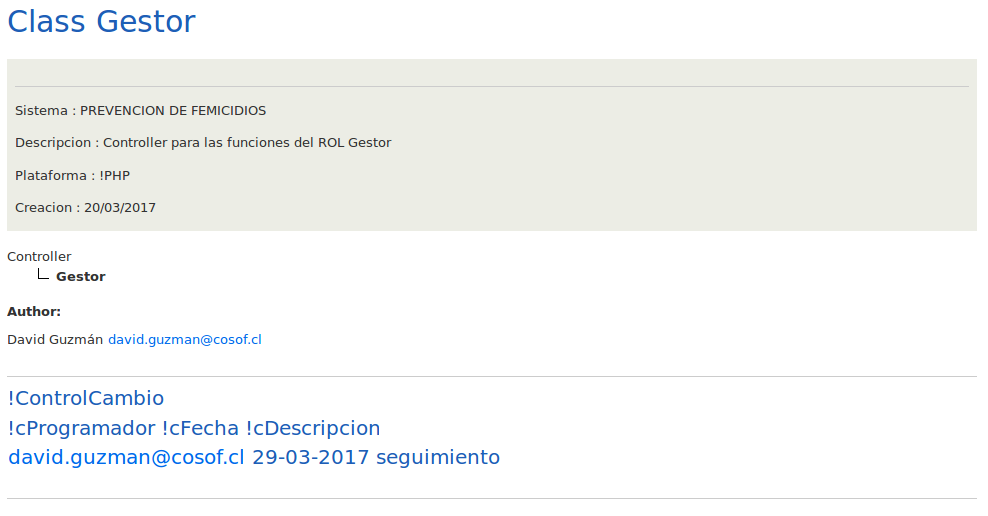 Class Gestor
Sistema : PREVENCION DE FEMICIDIOS
Descripcion : Controller para las funciones del ROL Gestor
Plataforma : !PHP
Creacion : 20/03/2017
Controller
Gestor
Author:
David Guzmán david.guzman@cosof.cl
!ControlCambio
!cProgramador !cFecha !cDescripcion
david.guzman@cosof.cl 29-03-2017 seguimiento